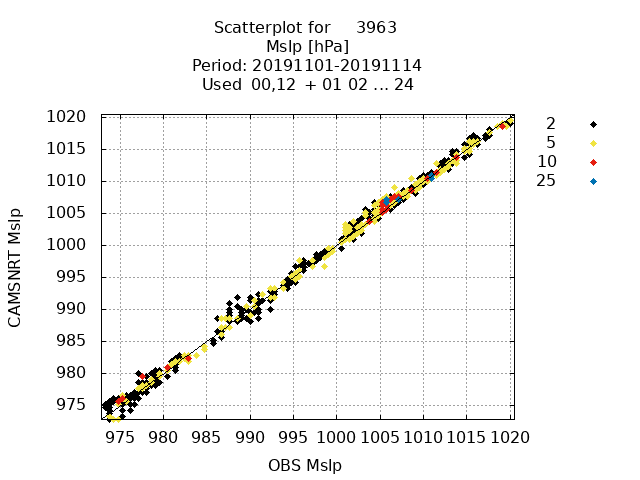 Scatterplot for 3963
Mslp [hPa]
Period: 20191101-20191114
Used 00,12 + 01 02 ... 24
1020
1015
1010
1005
1000
995
990
985
980
975
CAMSNRT Mslp
975 980 985 990 995 1000 1005 1010 1015 1020
OBS Mslp
2
5
10
25